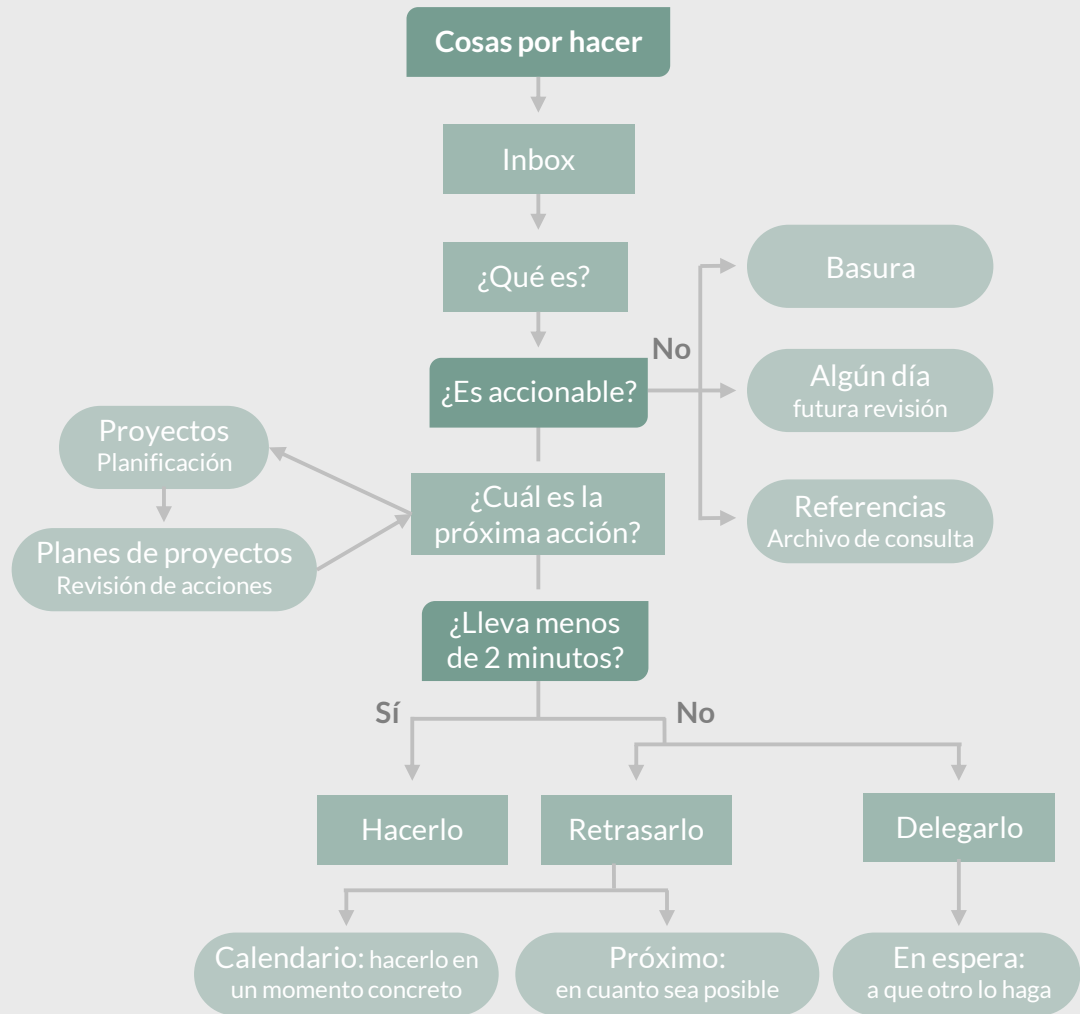 Cosas por hacer
Inbox
¿Qué es?
Basura
No
¿Es accionable?
Algún día
futura revisión
Proyectos
Planificación
¿Cuál es la
próxima acción?
Referencias
Archivo de consulta
Planes de proyectos
Revisión de acciones
¿Lleva menos
de 2 minutos?
Sí
No
Hacerlo
Retrasarlo
Delegarlo
Calendario: hacerlo en
un momento concreto
Próximo:
en cuanto sea posible
En espera:
a que otro lo haga